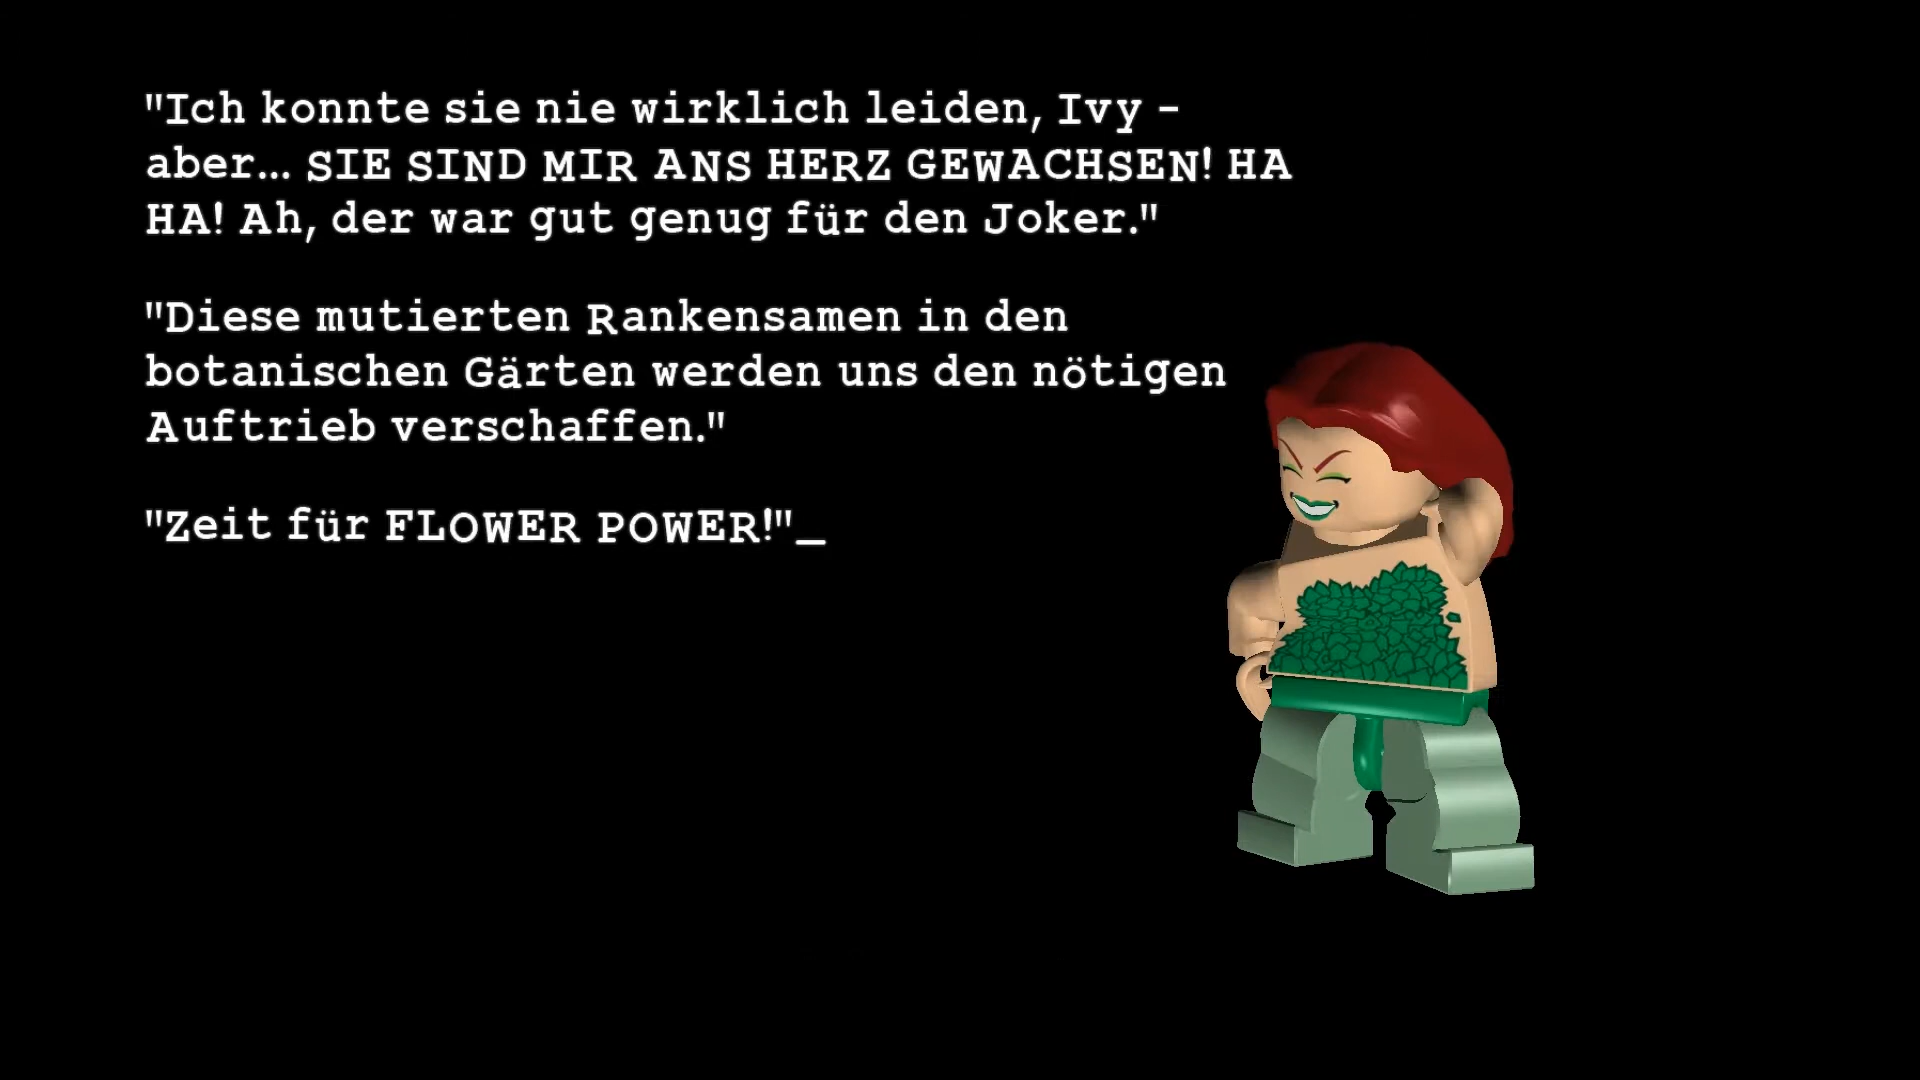 "Ich konnte sie nie wirklich leiden, Ivy -
aber... SIE SIND MIR ANS HERZ GEWACHSEN! HA
HA! Ah, der war gut genug für den Joker."
"Diese mutierten Rankensamen in den
botanischen Gärten werden uns den nötigen
Auftrieb verschaffen."
"Zeit für FLOWER POWER!"_